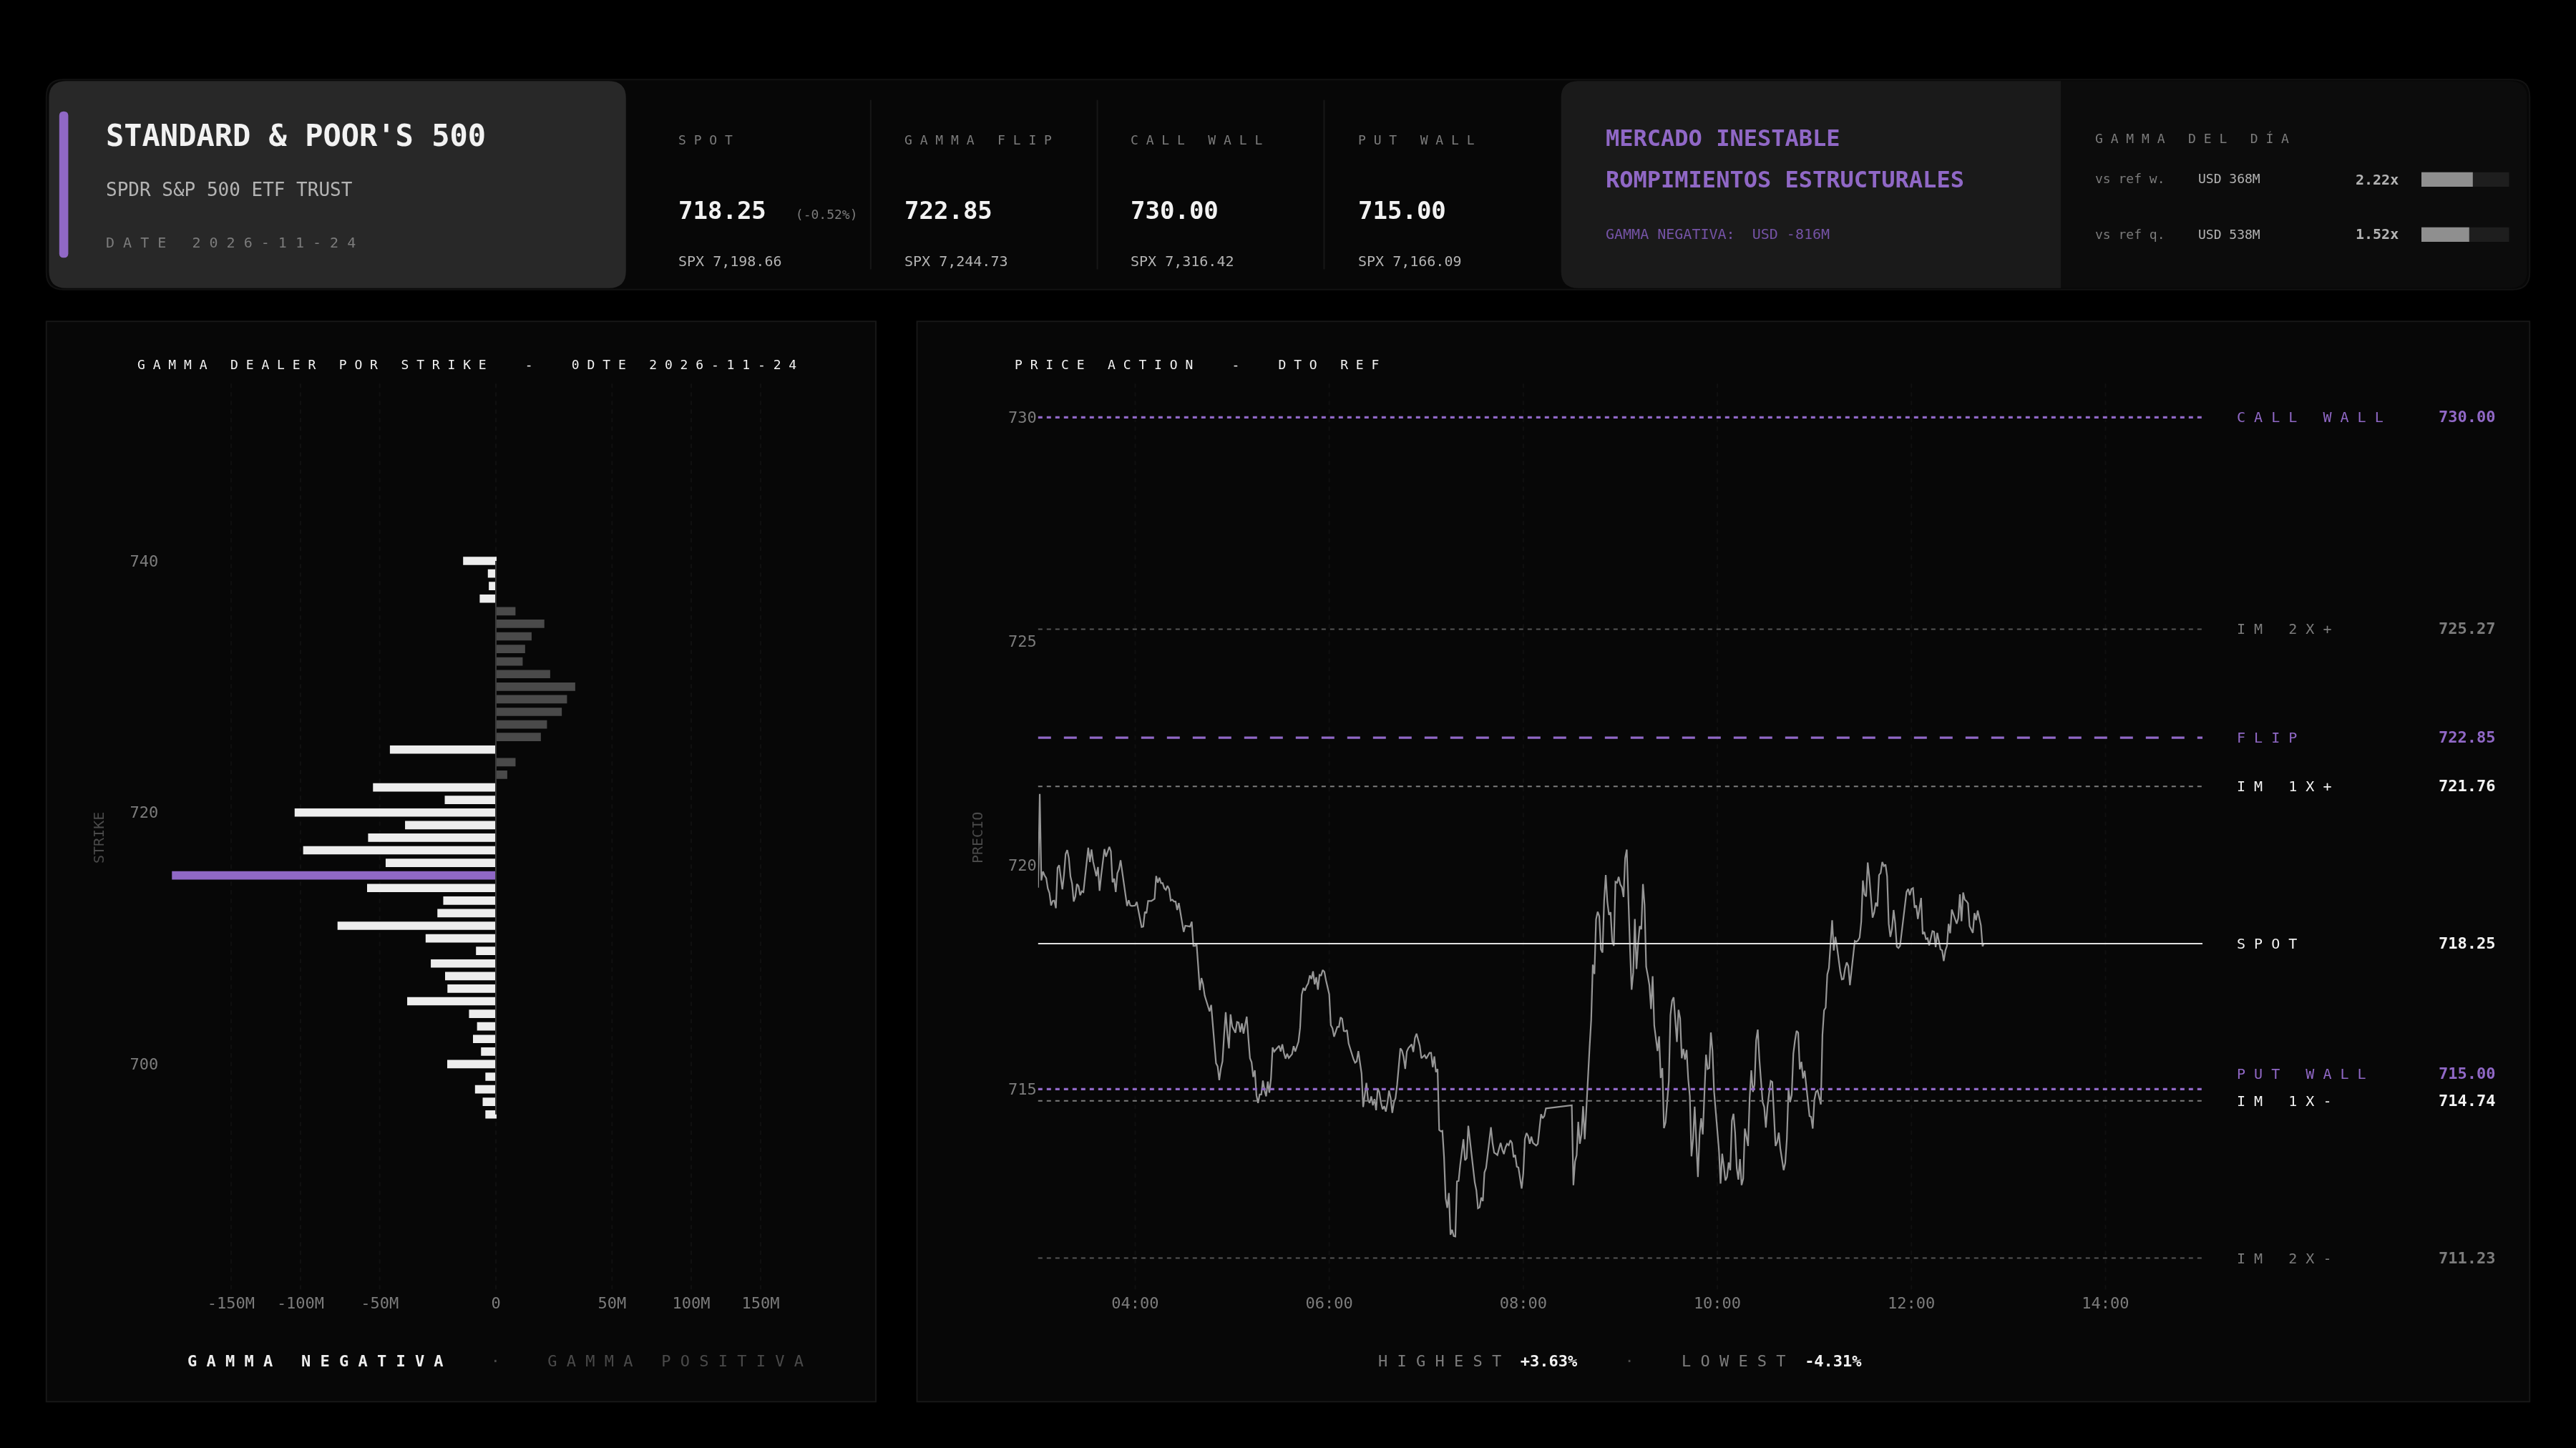 STANDARD & POOR'S 500
SPDR S&P 500 ETF TRUST
DATE 2026-11-24
SPOT
718.25 (-0.52%)
SPX 7,198.66
GAMMA FLIP
722.85
SPX 7,244.73
CALL WALL
730.00
SPX 7,316.42
PUT WALL
715.00
SPX 7,166.09
MERCADO INESTABLE
ROMPIMIENTOS ESTRUCTURALES
GAMMA NEGATIVA: USD -816M
GAMMA DEL DÍA
vs ref w. USD 368M 2.22x
vs ref q. USD 538M 1.52x
GAMMA DEALER POR STRIKE - 0DTE 2026-11-24
STRIKE
740
720
700
-150M -100M -50M 0 50M 100M 150M
GAMMA NEGATIVA · GAMMA POSITIVA
PRICE ACTION - DTO REF
PRECIO
730
725
720
715
CALL WALL 730.00
IM 2X+ 725.27
FLIP 722.85
IM 1X+ 721.76
SPOT 718.25
PUT WALL 715.00
IM 1X- 714.74
IM 2X- 711.23
04:00 06:00 08:00 10:00 12:00 14:00
HIGHEST +3.63% · LOWEST -4.31%